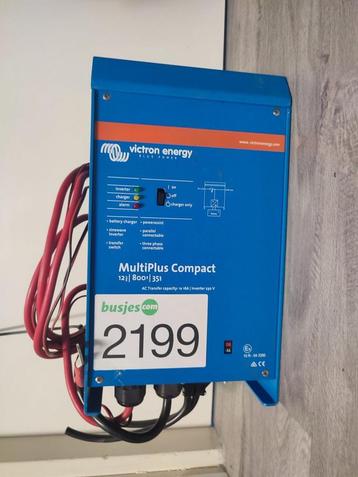 victron energy
BLUE POWER
www.victronenergy.com
inverter
charger
alarm
on
off
charger only
• battery charger
• sinewave inverter
• transfer switch
• powerassist
• parallel connectable
• three phase connectable
MultiPlus Compact
12 | 800 | 35
AC Transfer capacity: 16A | Inverter 230 V
busjes.com
2199